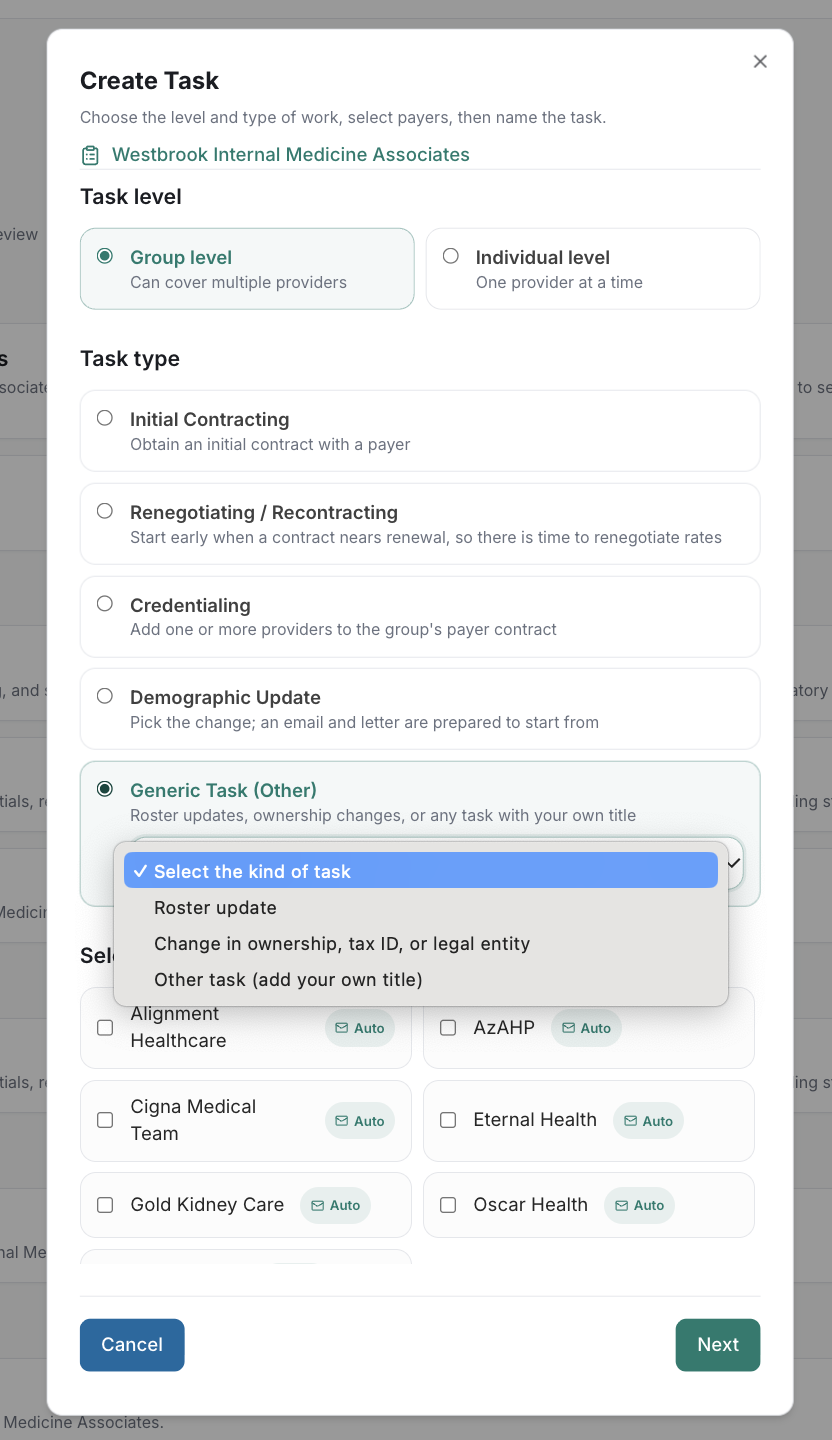 Create Task
Choose the level and type of work, select payers, then name the task.
Westbrook Internal Medicine Associates
Task level
Group level
Can cover multiple providers
Individual level
One provider at a time
Task type
Initial Contracting
Obtain an initial contract with a payer
Renegotiating / Recontracting
Start early when a contract nears renewal, so there is time to renegotiate rates
Credentialing
Add one or more providers to the group's payer contract
Demographic Update
Pick the change; an email and letter are prepared to start from
Generic Task (Other)
Roster updates, ownership changes, or any task with your own title
✓ Select the kind of task
Roster update
Change in ownership, tax ID, or legal entity
Other task (add your own title)
Alignment
Healthcare
Auto
AzAHP
Auto
Cigna Medical
Team
Auto
Eternal Health
Auto
Gold Kidney Care
Auto
Oscar Health
Auto
Cancel
Next
to se
Medicine Associates.